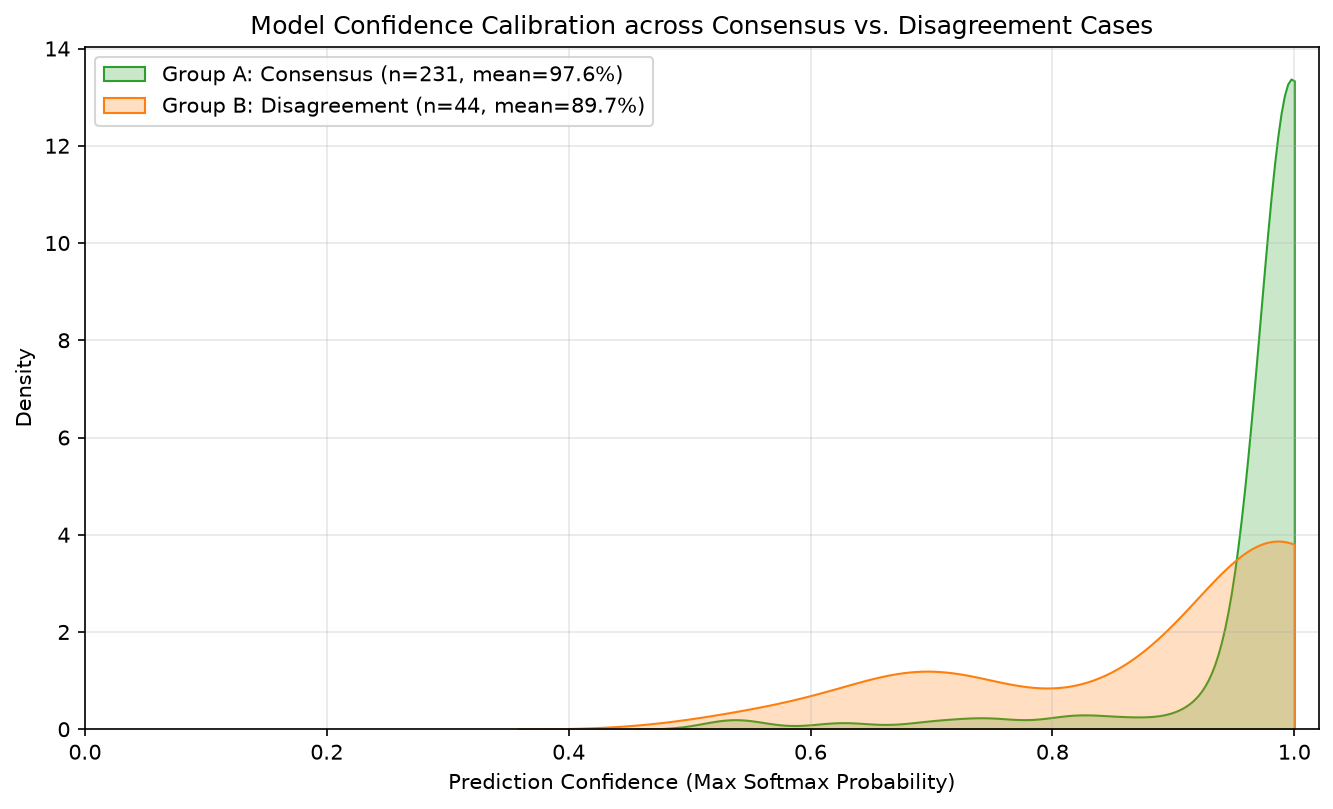 Model Confidence Calibration across Consensus vs. Disagreement Cases
Group A: Consensus (n=231, mean=97.6%)
Group B: Disagreement (n=44, mean=89.7%)
14
12
10
8
6
4
2
0
Density
0.0 0.2 0.4 0.6 0.8 1.0
Prediction Confidence (Max Softmax Probability)